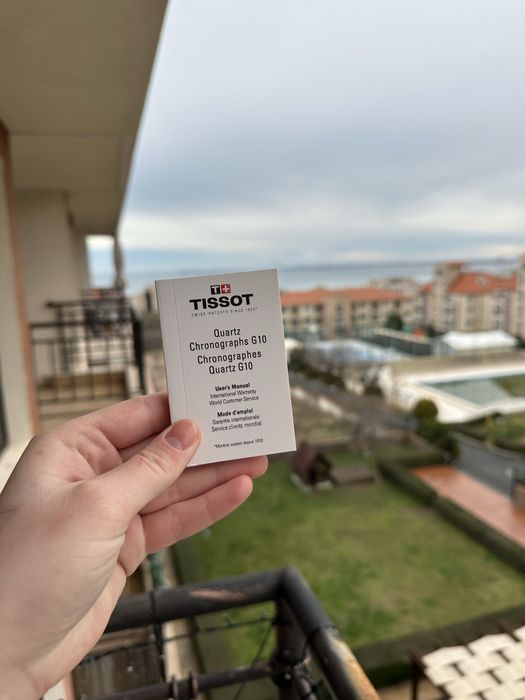 T+
TISSOT
SWISS WATCHES SINCE 1853*
Quartz
Chronographs G10
Chronographes
Quartz G10
User's Manual
International Warranty
World Customer Service
Mode d'emploi
Garantie internationale
Service clients mondial
*Montres suisses depuis 1853